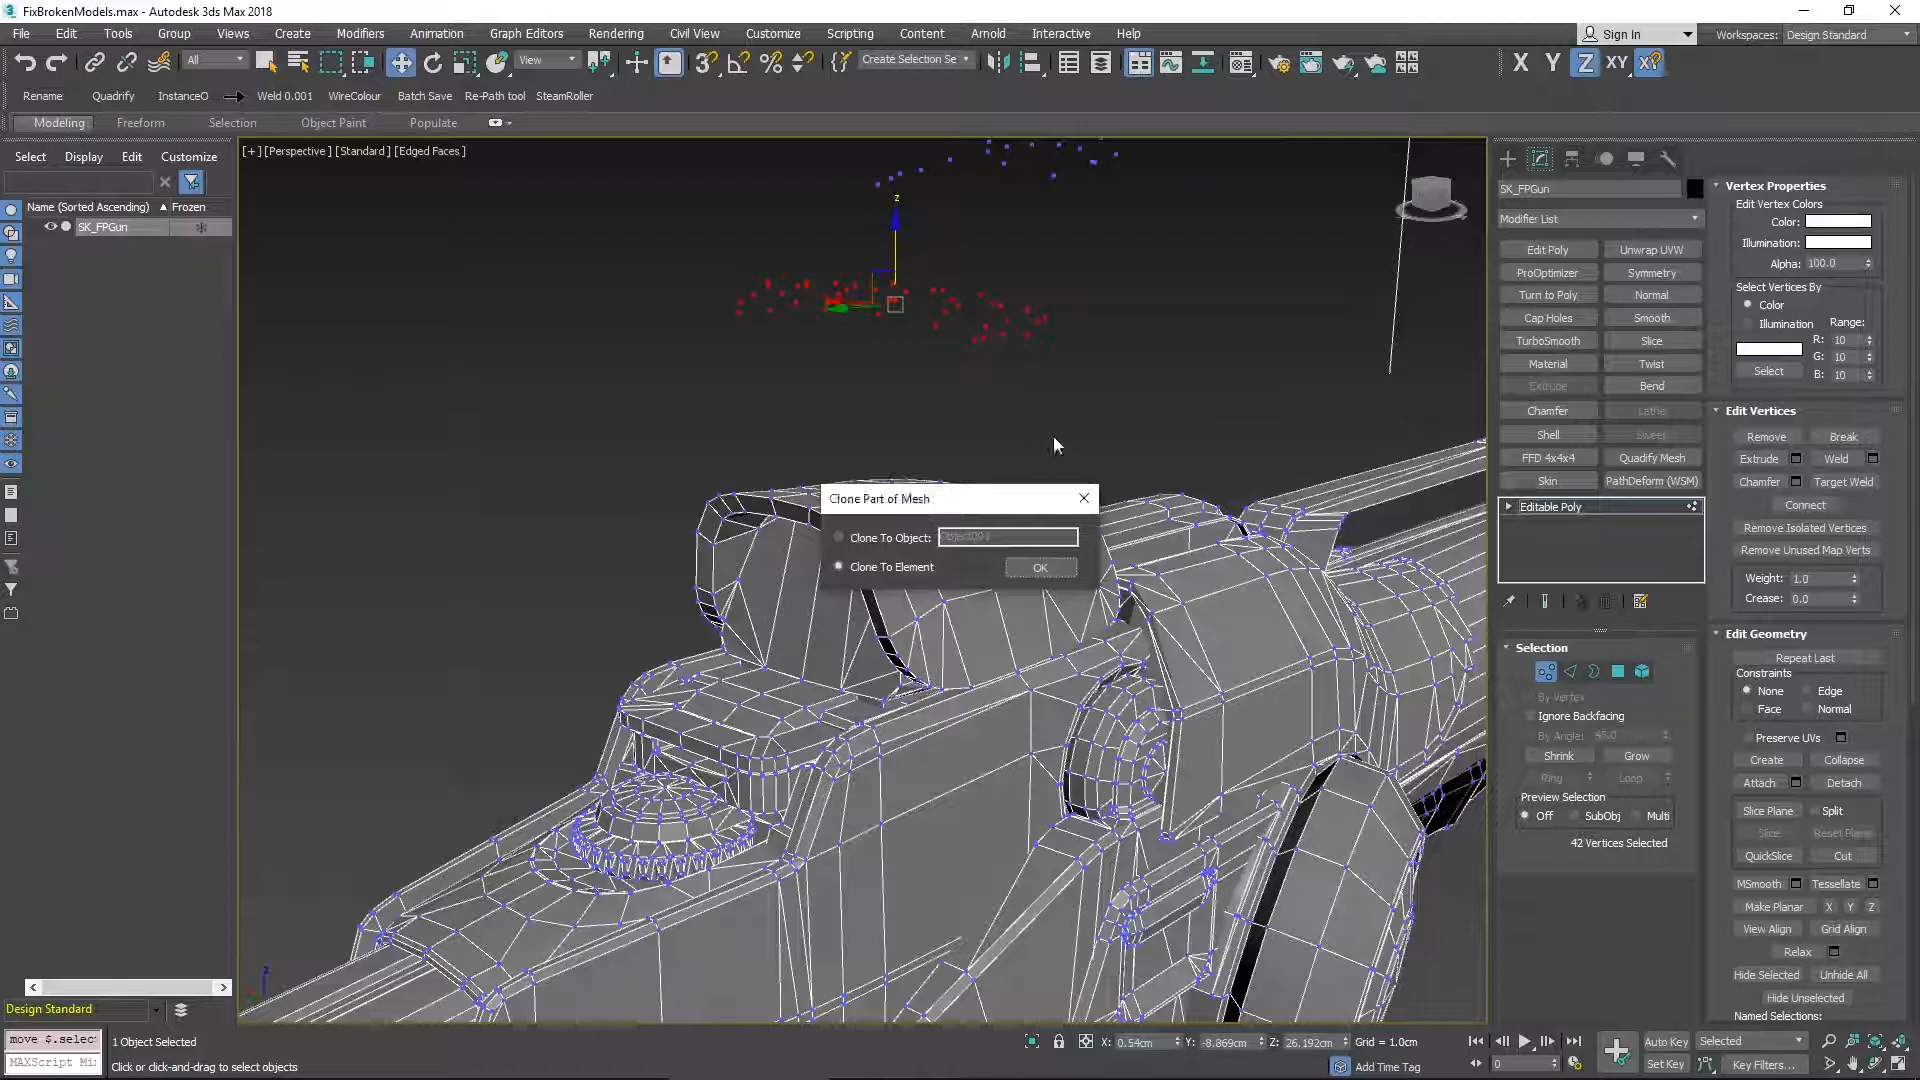 FixBrokenModels.max - Autodesk 3ds Max 2018
File Edit Tools Group Views Create Modifiers Animation Graph Editors Rendering Civil View Customize Scripting Content Arnold Interactive Help
Sign In Workspaces: Design Standard
All View Create Selection Se X Y Z XY
Rename Quadrify InstanceO Weld 0.001 WireColour Batch Save Re-Path tool SteamRoller
Modeling Freeform Selection Object Paint Populate
Select Display Edit Customize
[+] [Perspective ] [Standard ] [Edged Faces ]
Name (Sorted Ascending) Frozen
SK_FPGun
z
Clone Part of Mesh
Clone To Object:
Clone To Element OK
SK_FPGun
Modifier List
Edit Poly Unwrap UVW
ProOptimizer Symmetry
Turn to Poly Normal
Cap Holes Smooth
TurboSmooth Slice
Material Twist
Extrude Bend
Chamfer Lathe
Shell Sweep
FFD 4x4x4 Quadify Mesh
Skin PathDeform (WSM)
Editable Poly
Selection
By Vertex
Ignore Backfacing
By Angle: 45.0
Shrink Grow
Ring Loop
Preview Selection
Off SubObj Multi
42 Vertices Selected
Vertex Properties
Edit Vertex Colors
Color:
Illumination:
Alpha: 100.0
Select Vertices By
Color
Illumination Range:
R: 10
G: 10
Select B: 10
Edit Vertices
Remove Break
Extrude Weld
Chamfer Target Weld
Connect
Remove Isolated Vertices
Remove Unused Map Verts
Weight: 1.0
Crease: 0.0
Edit Geometry
Repeat Last
Constraints
None Edge
Face Normal
Preserve UVs
Create Collapse
Attach Detach
Slice Plane Split
Slice Reset Plane
QuickSlice Cut
MSmooth Tessellate
Make Planar X Y Z
View Align Grid Align
Relax
Hide Selected Unhide All
Hide Unselected
Named Selections:
Design Standard
move $.selec
MAXScript Mi
1 Object Selected
Click or click-and-drag to select objects
X: 0.54cm Y: -8.869cm Z: 26.192cm Grid = 1.0cm
Add Time Tag
0
Auto Key Selected
Set Key Key Filters...